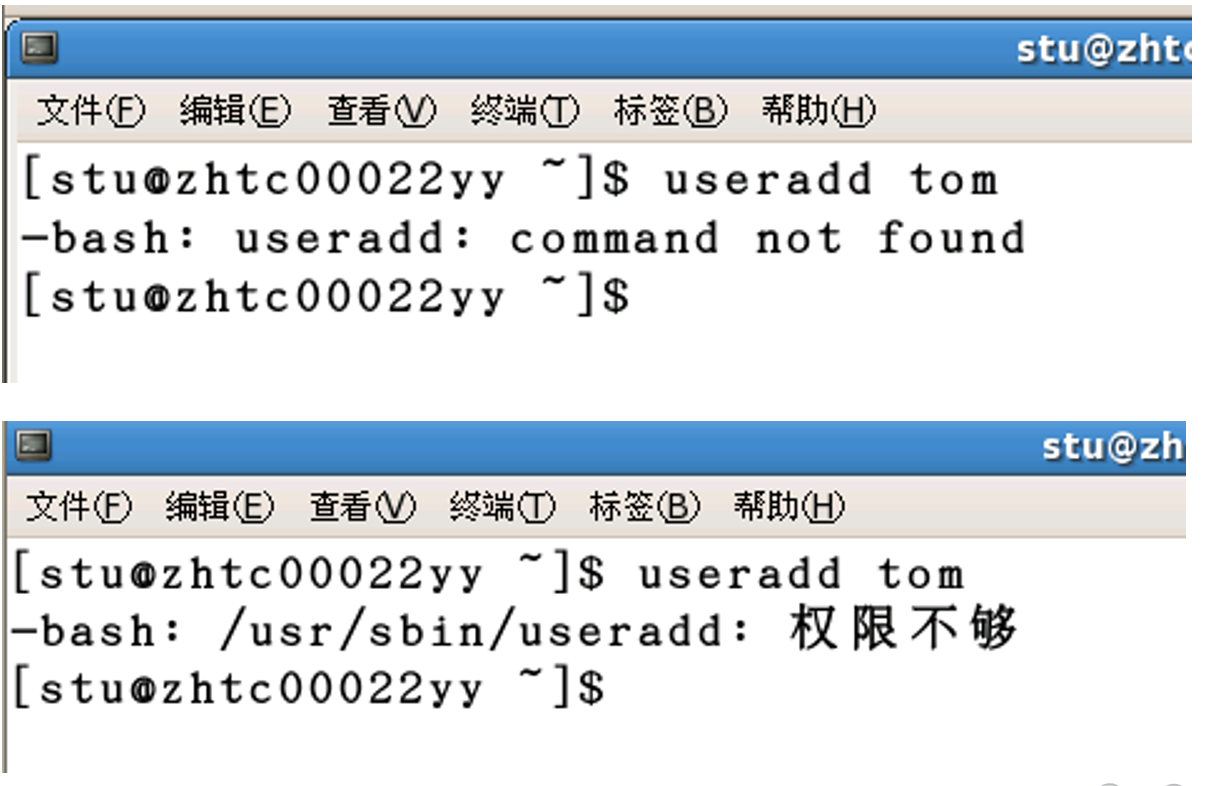 stu@zhtc
文件(F) 编辑(E) 查看(V) 终端(T) 标签(B) 帮助(H)
[stu@zhtc00022yy ~]$ useradd tom
-bash: useradd: command not found
[stu@zhtc00022yy ~]$
stu@zh
文件(F) 编辑(E) 查看(V) 终端(T) 标签(B) 帮助(H)
[stu@zhtc00022yy ~]$ useradd tom
-bash: /usr/sbin/useradd: 权限不够
[stu@zhtc00022yy ~]$